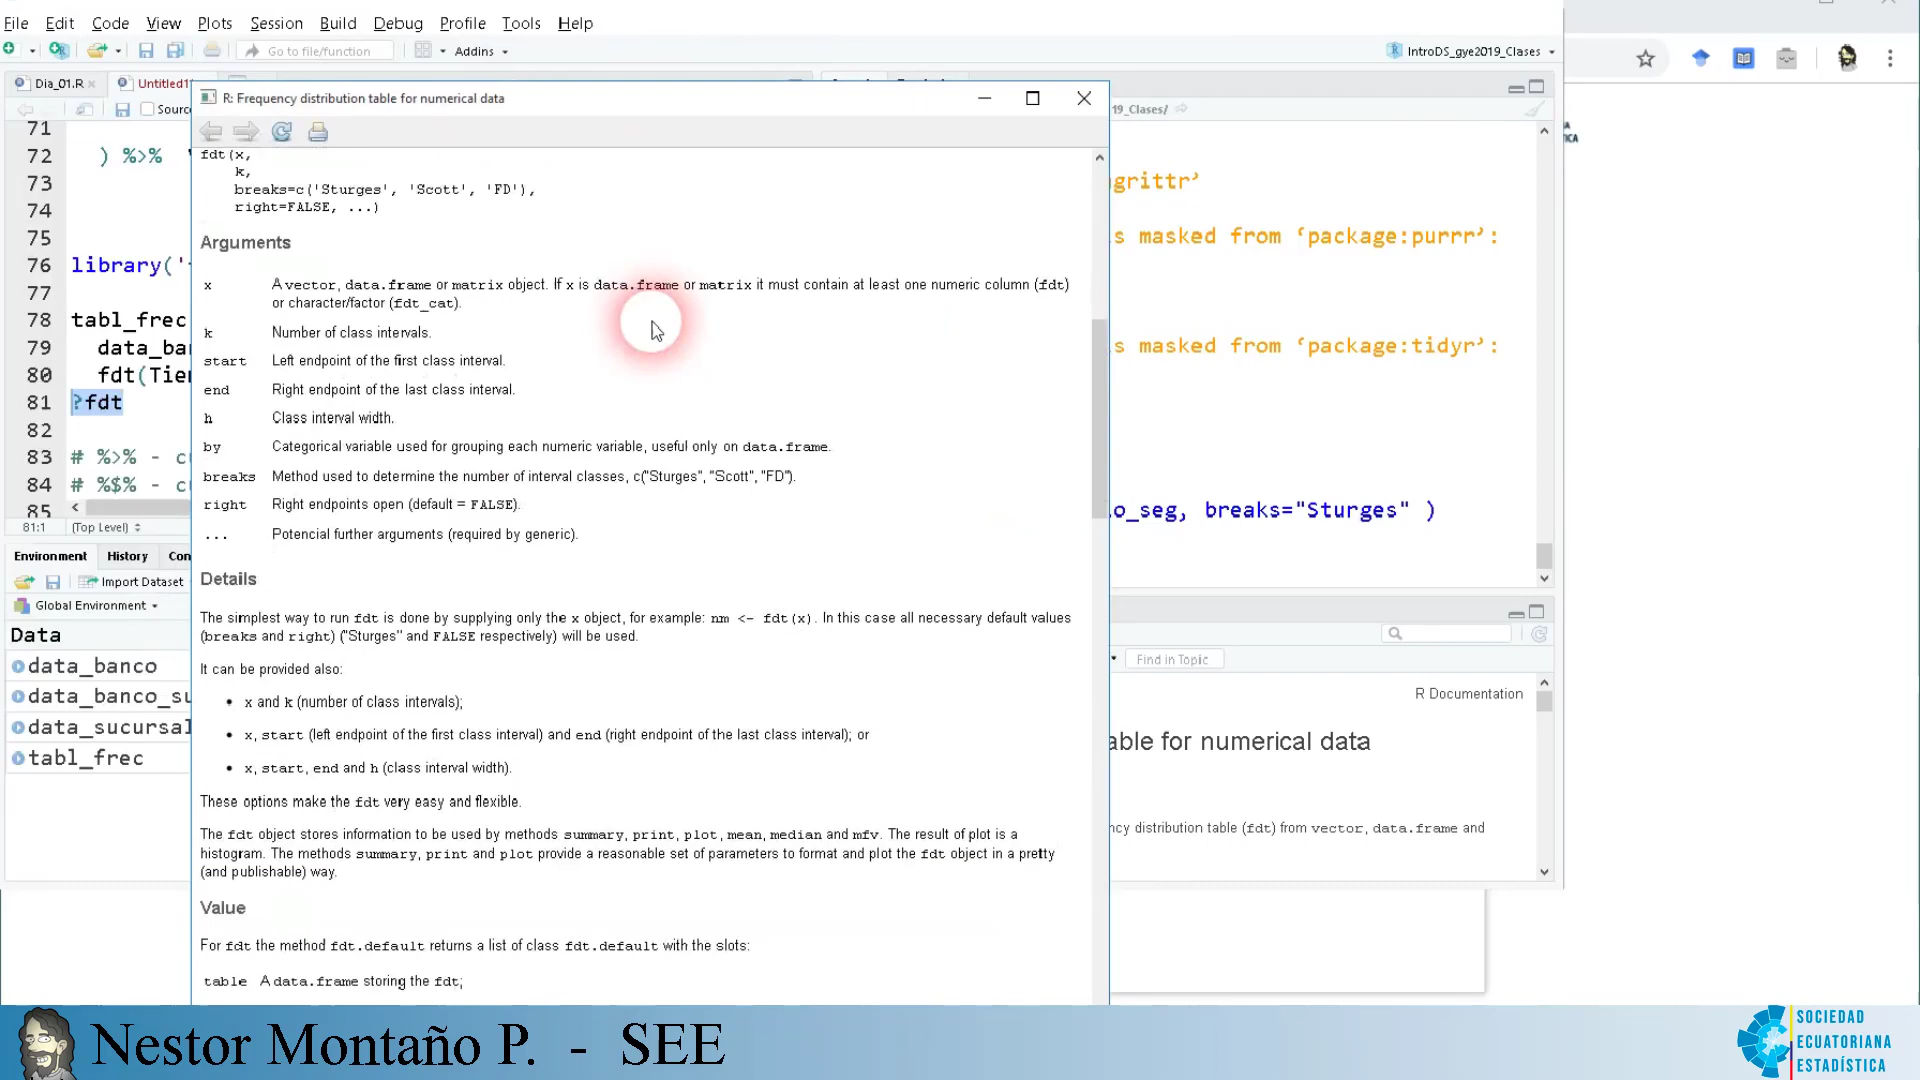 File Edit Code View Plots Session Build Debug Profile Tools Help
Go to file/function Addins IntroDS_gye2019_Clases
Dia_01.R Untitled1
Source
71
72 ) %>%
73
74
75
76 library('
77
78 tabl_frec
79 data_ban
80 fdt(Tien
81 ?fdt
82
83 # %>% - c
84 # %$% - c
85
81:1 (Top Level)
Environment History Con
Import Dataset
Global Environment
Data
data_banco
data_banco_su
data_sucursal
tabl_frec
R: Frequency distribution table for numerical data
fdt(x,
k,
breaks=c('Sturges', 'Scott', 'FD'),
right=FALSE, ...)
Arguments
x A vector, data.frame or matrix object. If x is data.frame or matrix it must contain at least one numeric column (fdt)
or character/factor (fdt_cat).
k Number of class intervals.
start Left endpoint of the first class interval.
end Right endpoint of the last class interval.
h Class interval width.
by Categorical variable used for grouping each numeric variable, useful only on data.frame.
breaks Method used to determine the number of interval classes, c("Sturges", "Scott", "FD").
right Right endpoints open (default = FALSE).
... Potencial further arguments (required by generic).
Details
The simplest way to run fdt is done by supplying only the x object, for example: nm <- fdt(x). In this case all necessary default values
(breaks and right) ("Sturges" and FALSE respectively) will be used.
It can be provided also:
• x and k (number of class intervals);
• x, start (left endpoint of the first class interval) and end (right endpoint of the last class interval); or
• x, start, end and h (class interval width).
These options make the fdt very easy and flexible.
The fdt object stores information to be used by methods summary, print, plot, mean, median and mfv. The result of plot is a
histogram. The methods summary, print and plot provide a reasonable set of parameters to format and plot the fdt object in a pretty
(and publishable) way.
Value
For fdt the method fdt.default returns a list of class fdt.default with the slots:
table A data.frame storing the fdt;
19_Clases/
ngrittr’
s masked from ‘package:purrr’:
s masked from ‘package:tidyr’:
o_seg, breaks="Sturges" )
Find in Topic
R Documentation
able for numerical data
cy distribution table (fdt) from vector, data.frame and
Nestor Montaño P. - SEE
SOCIEDAD
ECUATORIANA
ESTADÍSTICA